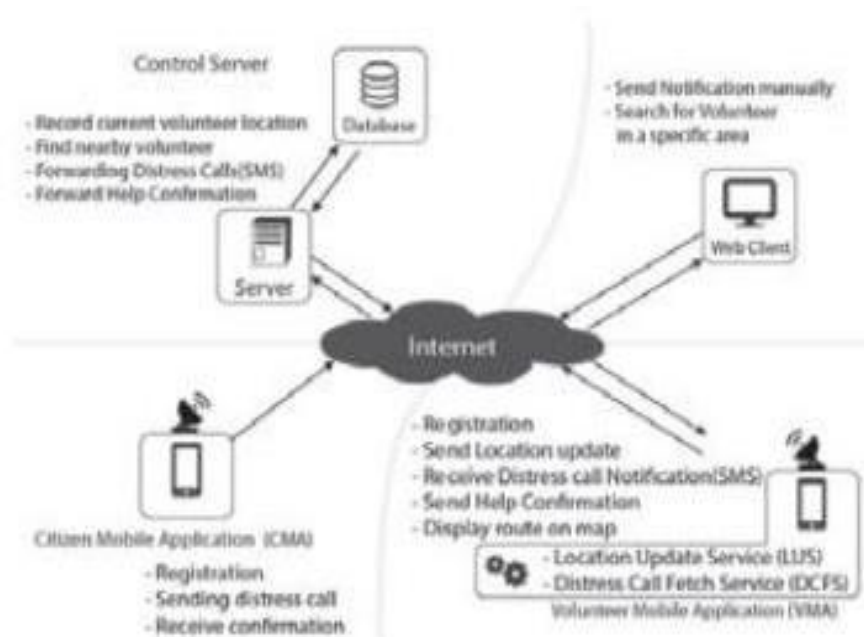 Control Server
- Record current volunteer location
- Find nearby volunteer
- Forwarding Distress Calls(SMS)
- Forward Help Confirmation
Database
Server
- Send Notification manually
- Search for Volunteer
in a specific area
Web Client
Internet
Citizen Mobile Application (CMA)
- Registration
- Sending distress call
- Receive confirmation
- Registration
- Send Location update
- Receive Distress call Notification(SMS)
- Send Help Confirmation
- Display route on map
- Location Update Service (LUS)
- Distress Call Fetch Service (DCFS)
Volunteer Mobile Application (VMA)